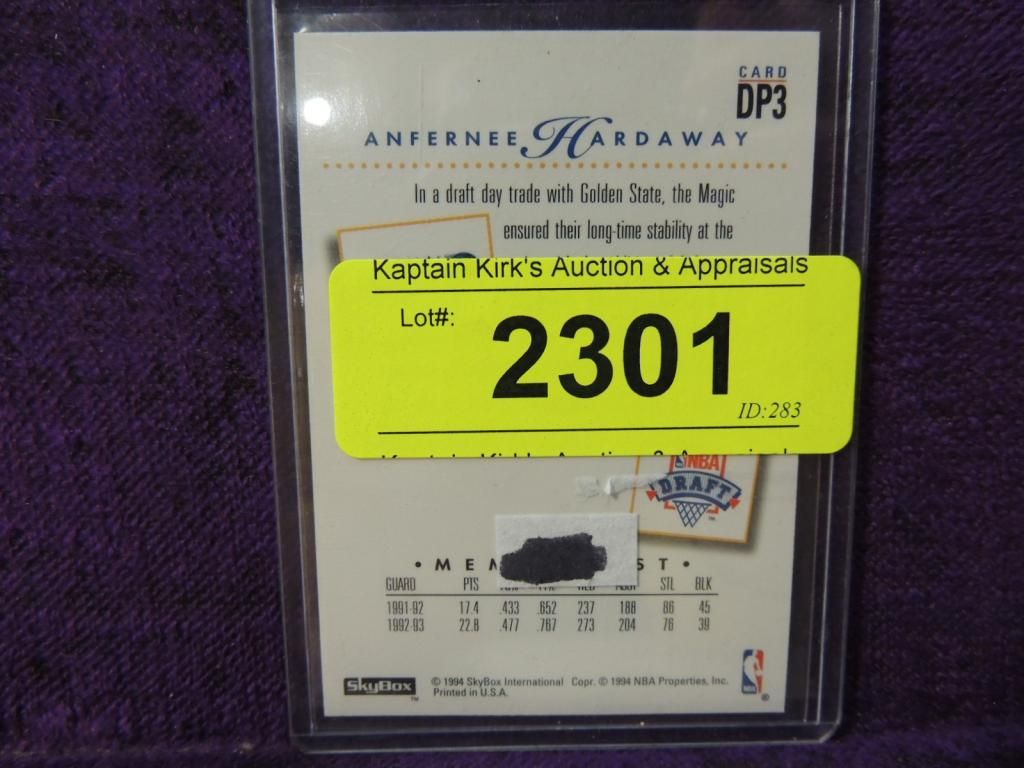 CARD
DP3
ANFERNEE HARDAWAY
In a draft day trade with Golden State, the Magic
ensured their long-time stability at the
Kaptain Kirk's Auction & Appraisals
Lot#:
2301
ID:283
NBA
DRAFT
GUARD PTS STL BLK
1991-92 17.4 .433 .652 237 188 86 45
1992-93 22.8 .477 .767 273 204 76 39
SkyBox
© 1994 SkyBox International Copr. © 1994 NBA Properties, Inc.
Printed in U.S.A.